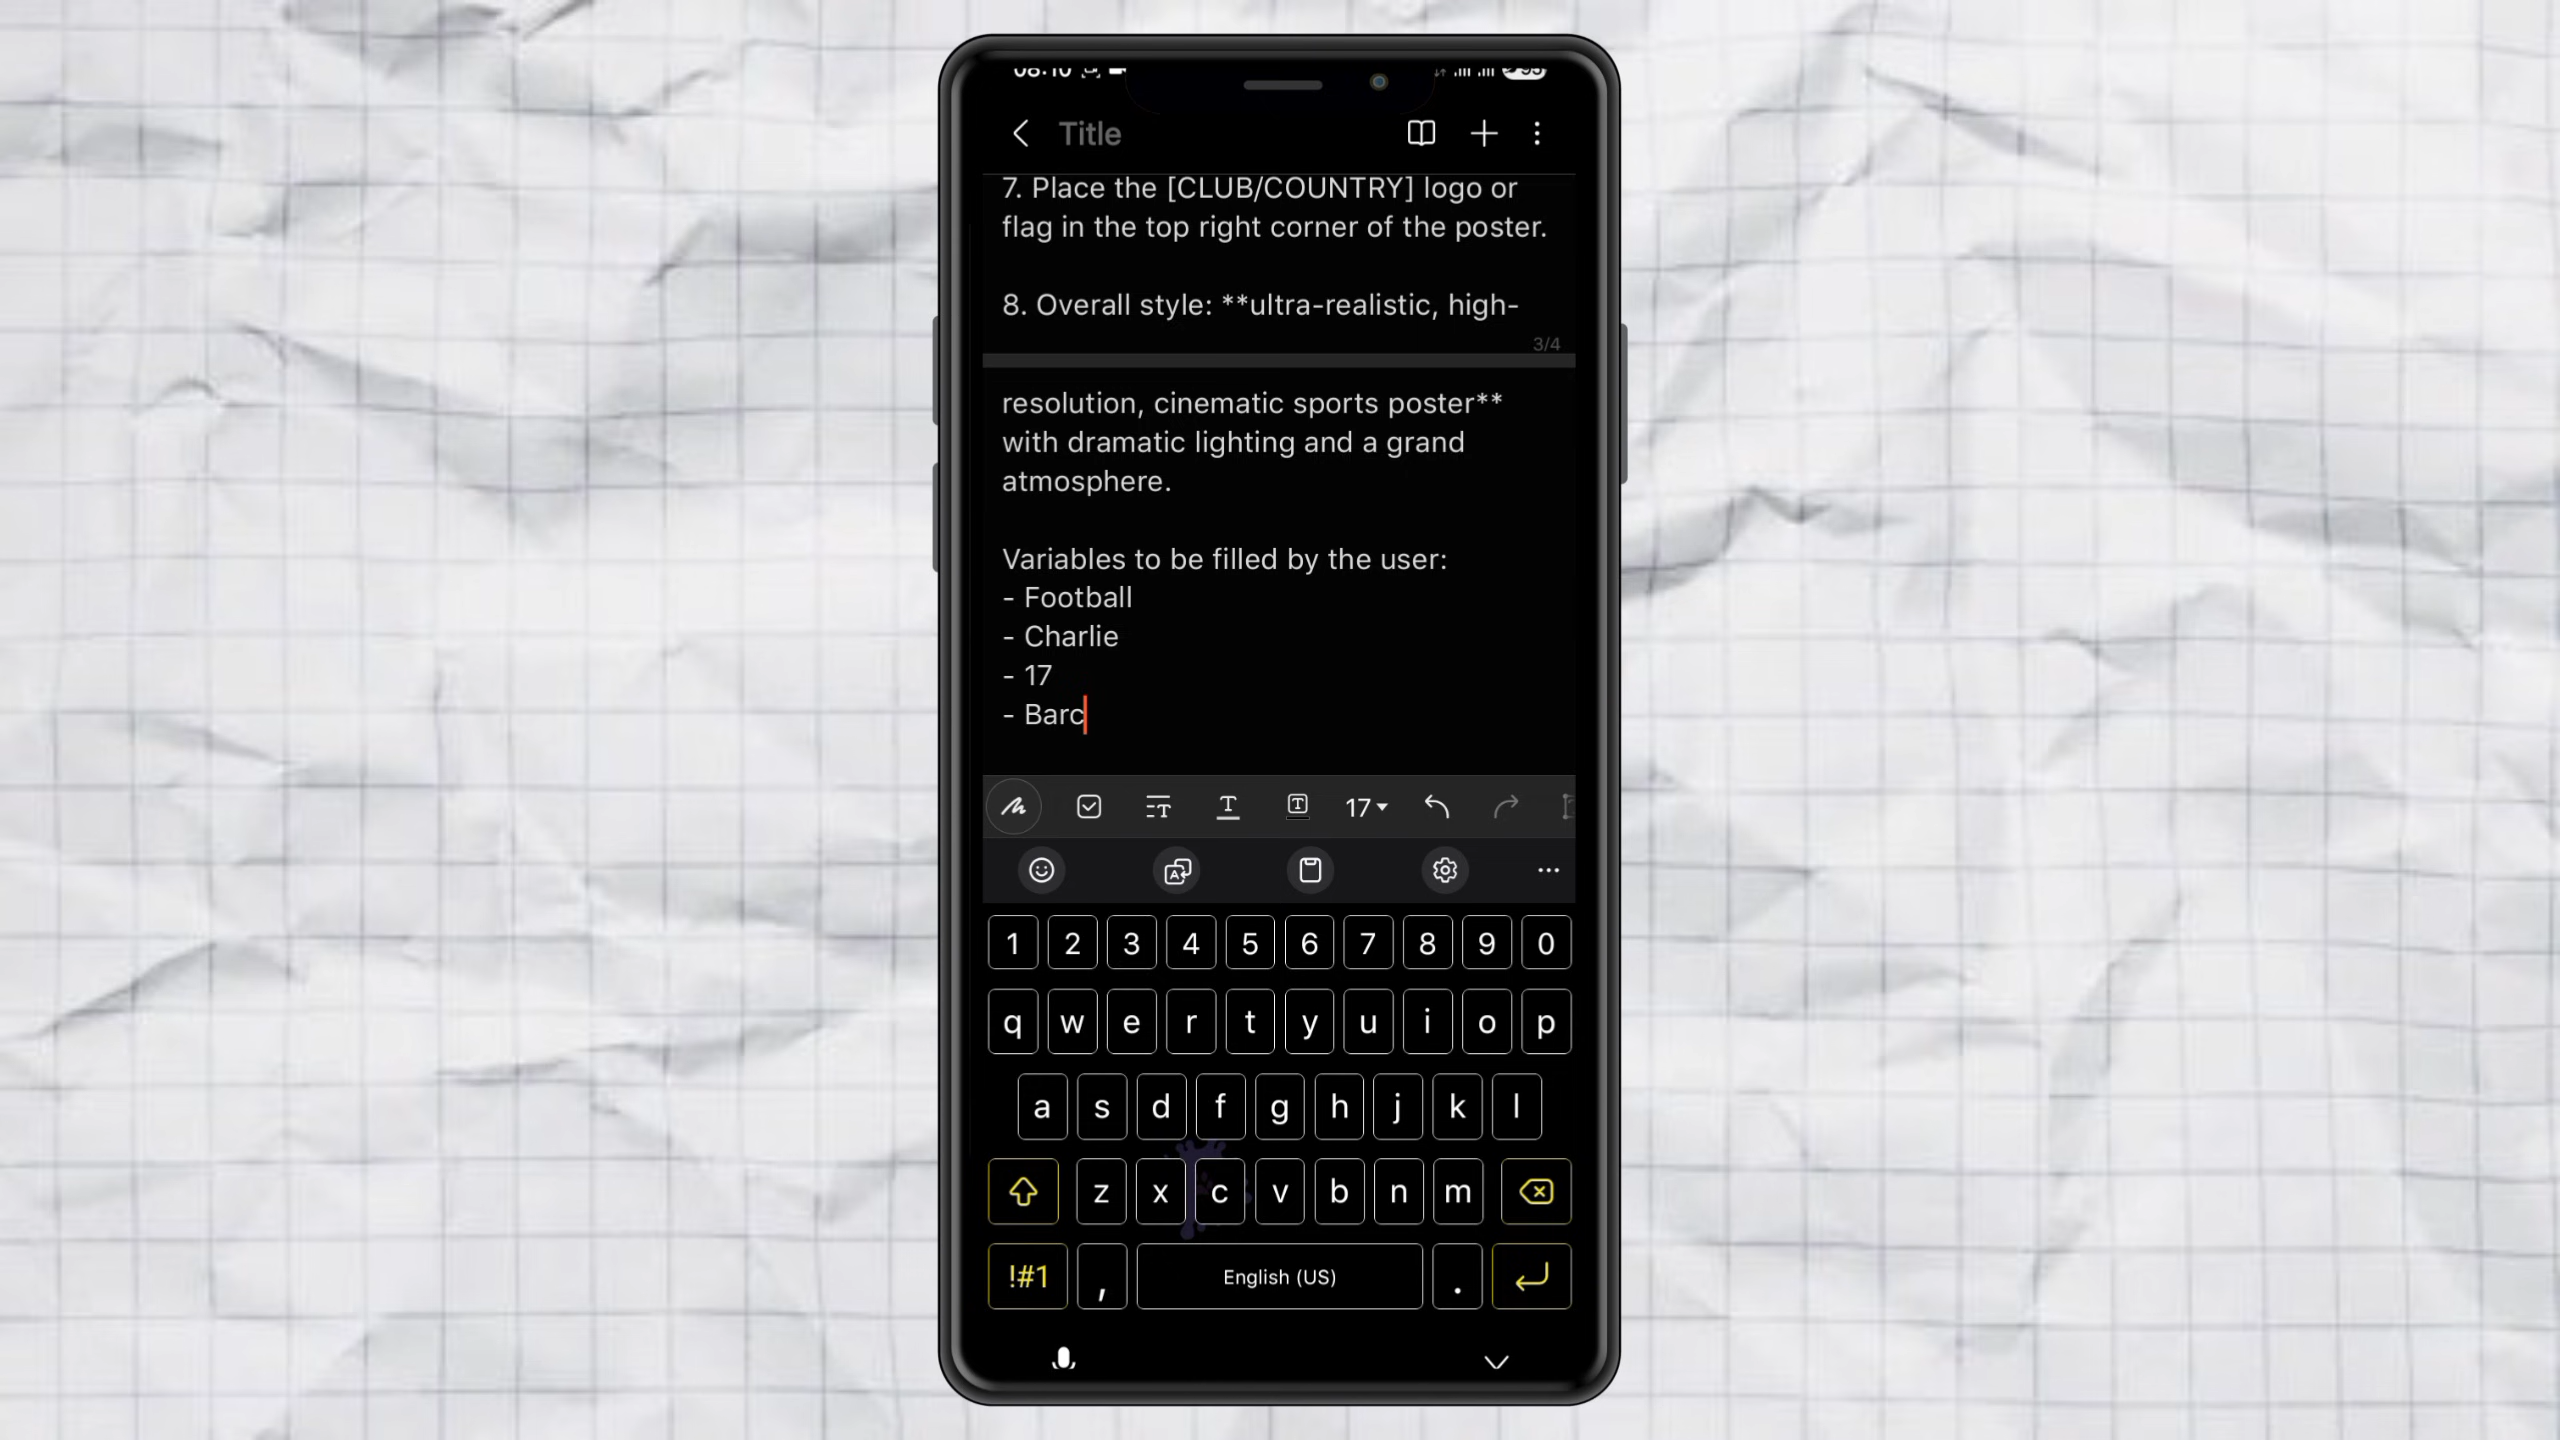 08:10
95
Title
7. Place the [CLUB/COUNTRY] logo or
flag in the top right corner of the poster.
8. Overall style: **ultra-realistic, high-
3/4
resolution, cinematic sports poster**
with dramatic lighting and a grand
atmosphere.
Variables to be filled by the user:
- Football
- Charlie
- 17
- Barc
17
1 2 3 4 5 6 7 8 9 0
q w e r t y u i o p
a s d f g h j k l
z x c v b n m
!#1 , English (US) .